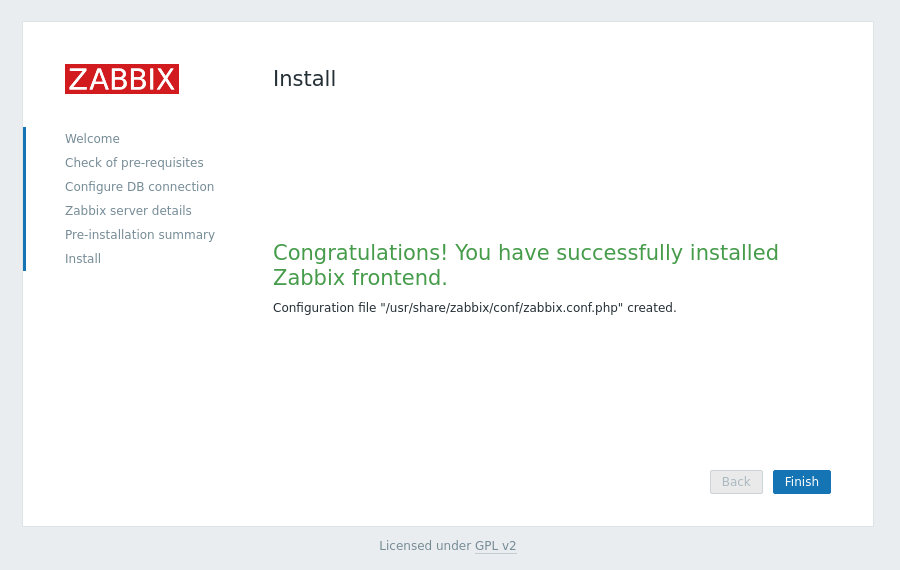 ZABBIX
Install
Welcome
Check of pre-requisites
Configure DB connection
Zabbix server details
Pre-installation summary
Install
Congratulations! You have successfully installed
Zabbix frontend.
Configuration file "/usr/share/zabbix/conf/zabbix.conf.php" created.
Back
Finish
Licensed under GPL v2